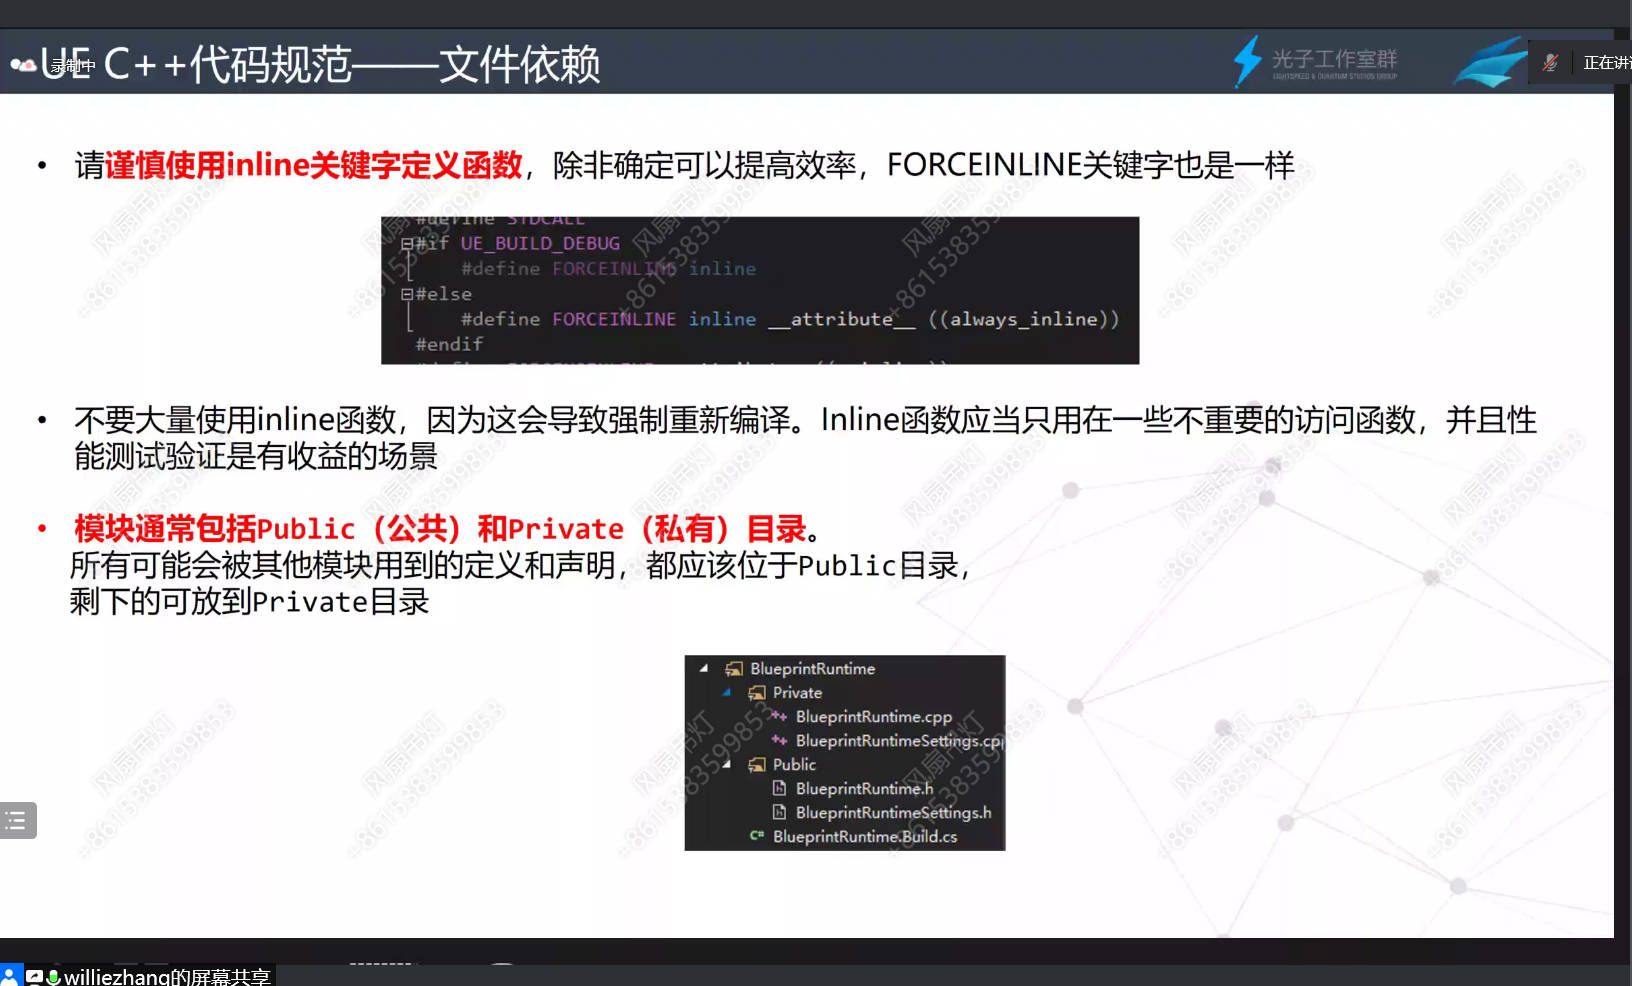 UE C++代码规范——文件依赖
录制中
光子工作室群
LIGHTSPEED & QUANTUM STUDIOS GROUP
正在讲
• 请谨慎使用inline关键字定义函数，除非确定可以提高效率，FORCEINLINE关键字也是一样
#define STDCALL
#if UE_BUILD_DEBUG
#define FORCEINLINE inline
#else
#define FORCEINLINE inline __attribute__ ((always_inline))
#endif
• 不要大量使用inline函数，因为这会导致强制重新编译。Inline函数应当只用在一些不重要的访问函数，并且性
能测试验证是有收益的场景
• 模块通常包括Public（公共）和Private（私有）目录。
所有可能会被其他模块用到的定义和声明，都应该位于Public目录，
剩下的可放到Private目录
BlueprintRuntime
Private
BlueprintRuntime.cpp
BlueprintRuntimeSettings.cpp
Public
BlueprintRuntime.h
BlueprintRuntimeSettings.h
BlueprintRuntime.Build.cs
风扇吊灯
+8615383599853
williezhang的屏幕共享